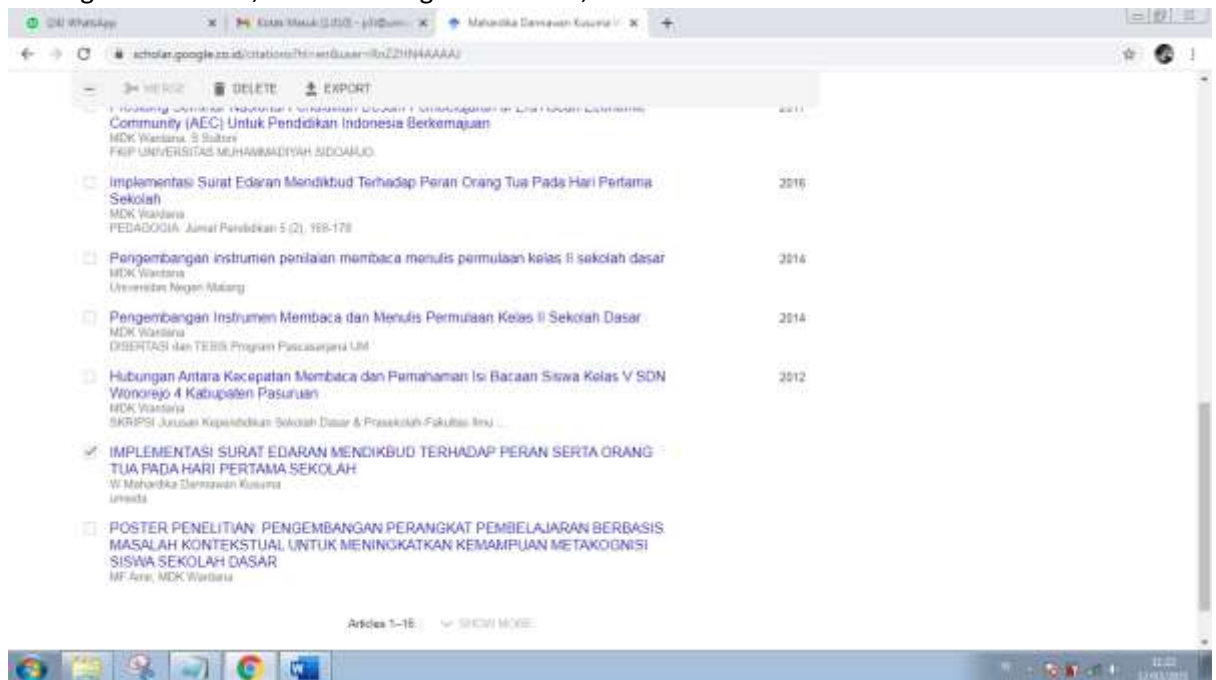 WhatsApp
Mahardika Darmawan Kusuma
MERGE DELETE EXPORT
Community (AEC) Untuk Pendidikan Indonesia Berkemajuan 2017
MDK Wardana, S Sultoni
FKIP UNIVERSITAS MUHAMMADIYAH SIDOARJO
Implementasi Surat Edaran Mendikbud Terhadap Peran Orang Tua Pada Hari Pertama 2016
Sekolah
MDK Wardana
PEDAGOGIA: Jurnal Pendidikan 5 (2), 169-178
Pengembangan instrumen penilaian membaca menulis permulaan kelas II sekolah dasar 2014
MDK Wardana
Universitas Negeri Malang
Pengembangan Instrumen Membaca dan Menulis Permulaan Kelas II Sekolah Dasar 2014
MDK Wardana
DISERTASI dan TESIS Program Pascasarjana UM
Hubungan Antara Kecepatan Membaca dan Pemahaman Isi Bacaan Siswa Kelas V SDN 2012
Wonorejo 4 Kabupaten Pasuruan
MDK Wardana
SKRIPSI Jurusan Kependidikan Sekolah Dasar & Prasekolah-Fakultas Ilmu ...
IMPLEMENTASI SURAT EDARAN MENDIKBUD TERHADAP PERAN SERTA ORANG
TUA PADA HARI PERTAMA SEKOLAH
W Mahardika Darmawan Kusuma
umsida
POSTER PENELITIAN: PENGEMBANGAN PERANGKAT PEMBELAJARAN BERBASIS
MASALAH KONTEKSTUAL UNTUK MENINGKATKAN KEMAMPUAN METAKOGNISI
SISWA SEKOLAH DASAR
MDK Wardana
Articles 1–16 SHOW MORE